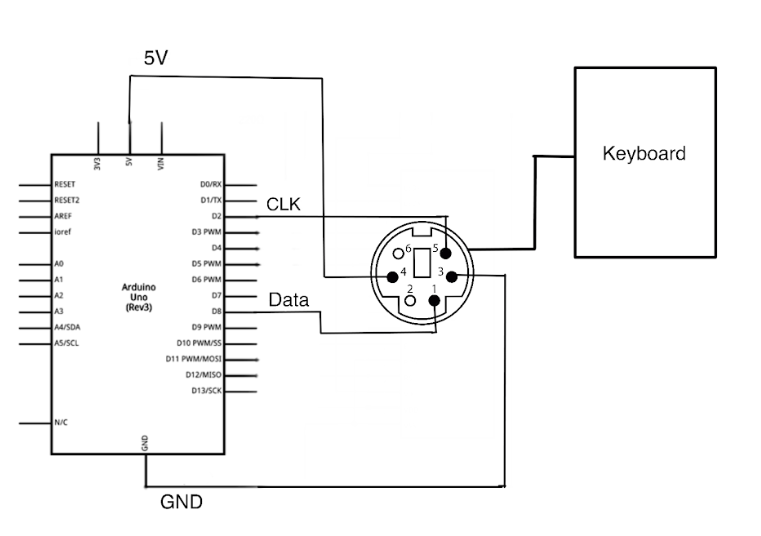 5V
Keyboard
3V3
5V
VIN
RESET
RESET2
AREF
ioref
A0
A1
A2
A3
A4/SDA
A5/SCL
N/C
Arduino
Uno
(Rev3)
D0/RX
D1/TX
D2
D3 PWM
D4
D5 PWM
D6 PWM
D7
D8
D9 PWM
D10 PWM/SS
D11 PWM/MOSI
D12/MISO
D13/SCK
GND
CLK
Data
6 5
4 3
2 1
GND